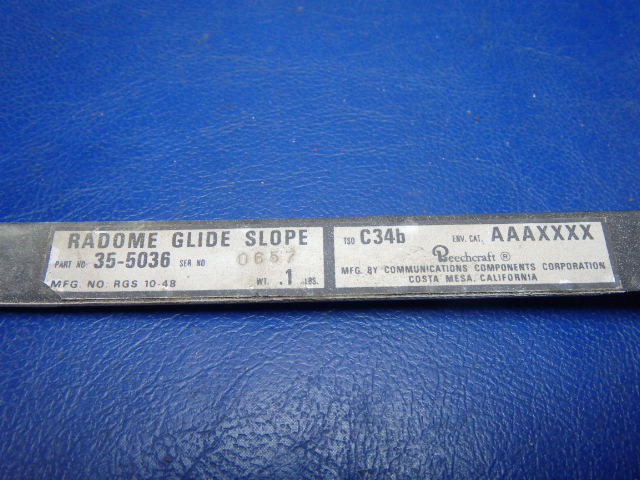 RADOME GLIDE SLOPE
PART NO 35-5036 SER NO 0657
MFG. NO. RGS 10-48 WT. .1 LBS.
TSO C34b ENV. CAT. AAAXXXX
Beechcraft ®
MFG. BY COMMUNICATIONS COMPONENTS CORPORATION
COSTA MESA, CALIFORNIA